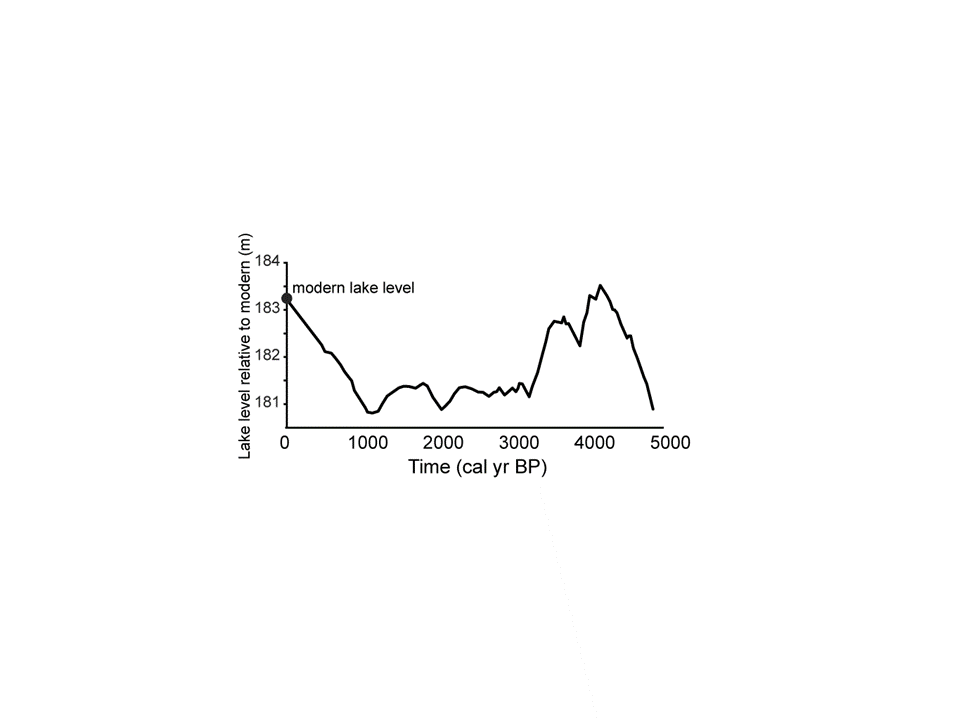 Lake level relative to modern (m)
184
183
182
181
modern lake level
0 1000 2000 3000 4000 5000
Time (cal yr BP)